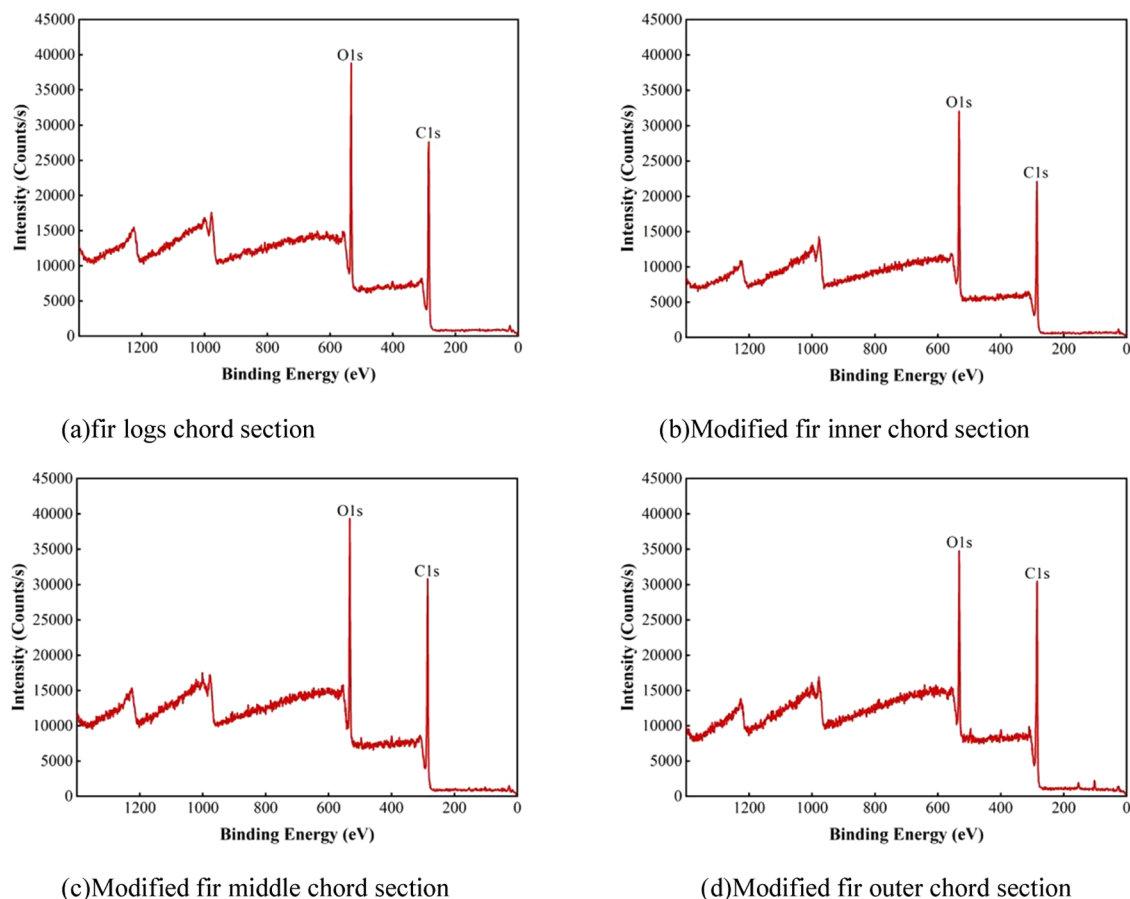 45000
40000
35000
30000
25000
20000
15000
10000
5000
0
Intensity (Counts/s)
O1s
C1s
1200 1000 800 600 400 200 0
Binding Energy (eV)
(a)fir logs chord section
45000
40000
35000
30000
25000
20000
15000
10000
5000
0
Intensity (Counts/s)
O1s
C1s
1200 1000 800 600 400 200 0
Binding Energy (eV)
(b)Modified fir inner chord section
45000
40000
35000
30000
25000
20000
15000
10000
5000
0
Intensity (Counts/s)
O1s
C1s
1200 1000 800 600 400 200 0
Binding Energy (eV)
(c)Modified fir middle chord section
45000
40000
35000
30000
25000
20000
15000
10000
5000
0
Intensity (Counts/s)
O1s
C1s
1200 1000 800 600 400 200 0
Binding Energy (eV)
(d)Modified fir outer chord section